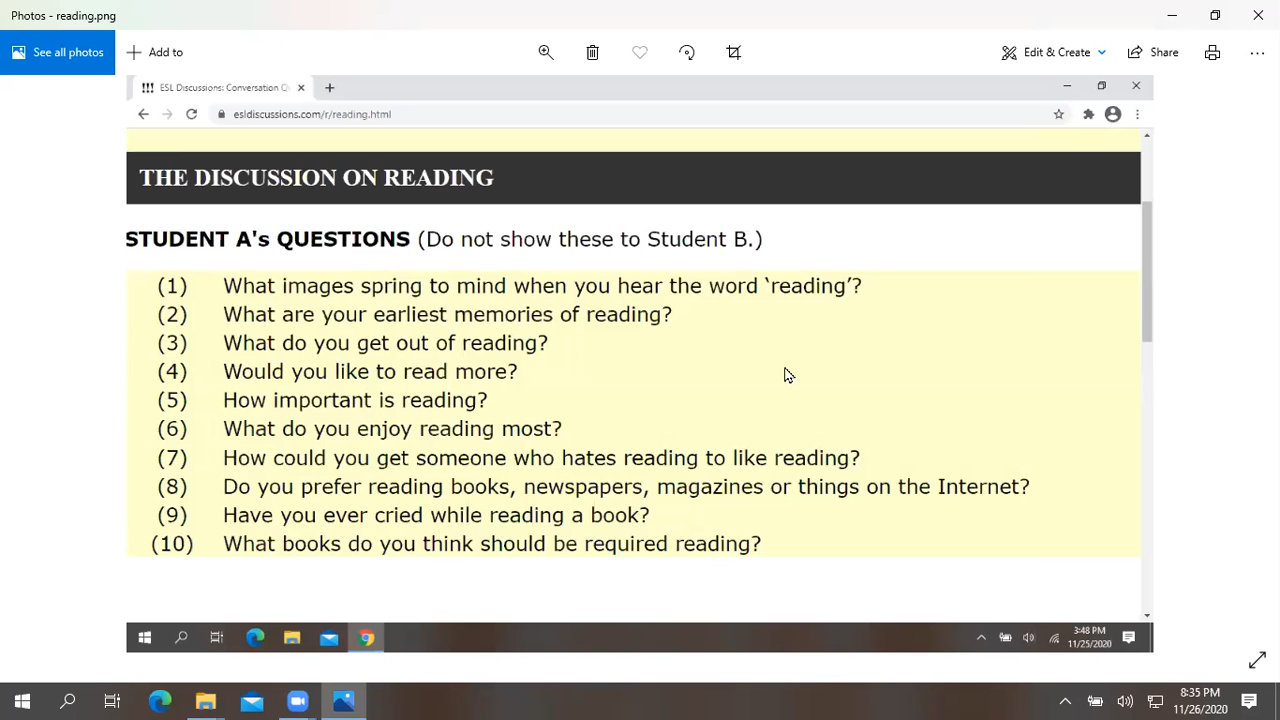 Photos - reading.png
See all photos
Add to
Edit & Create
Share
ESL Discussions: Conversation Q
esldiscussions.com/r/reading.html
THE DISCUSSION ON READING
STUDENT A's QUESTIONS (Do not show these to Student B.)
(1) What images spring to mind when you hear the word ‘reading’?
(2) What are your earliest memories of reading?
(3) What do you get out of reading?
(4) Would you like to read more?
(5) How important is reading?
(6) What do you enjoy reading most?
(7) How could you get someone who hates reading to like reading?
(8) Do you prefer reading books, newspapers, magazines or things on the Internet?
(9) Have you ever cried while reading a book?
(10) What books do you think should be required reading?
3:48 PM
11/25/2020
8:35 PM
11/26/2020